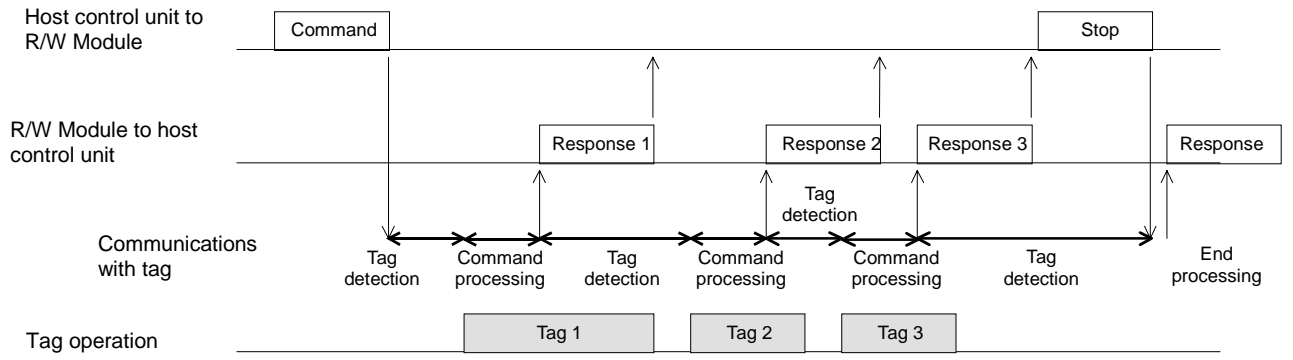 Host control unit to
R/W Module
Command
Stop
R/W Module to host
control unit
Response 1
Response 2
Response 3
Response
Tag
detection
Communications
with tag
Tag
detection
Command
processing
Tag
detection
Command
processing
Command
processing
Tag
detection
End
processing
Tag operation
Tag 1
Tag 2
Tag 3